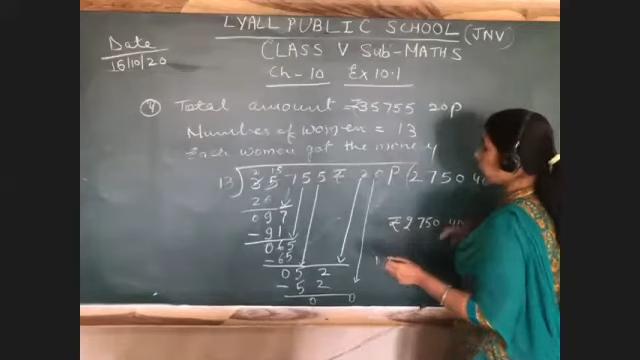 LYALL PUBLIC SCHOOL (JNV)
Date
15/10/20
CLASS V Sub-MATHS
Ch-10 Ex 10.1
4 Total amount = ₹35755 20p
Number of women = 13
Each women got the money
13) 35755 ₹ 20P (2750 40
26
097
₹2750 40
-91
065
-65
052
-52
0 0